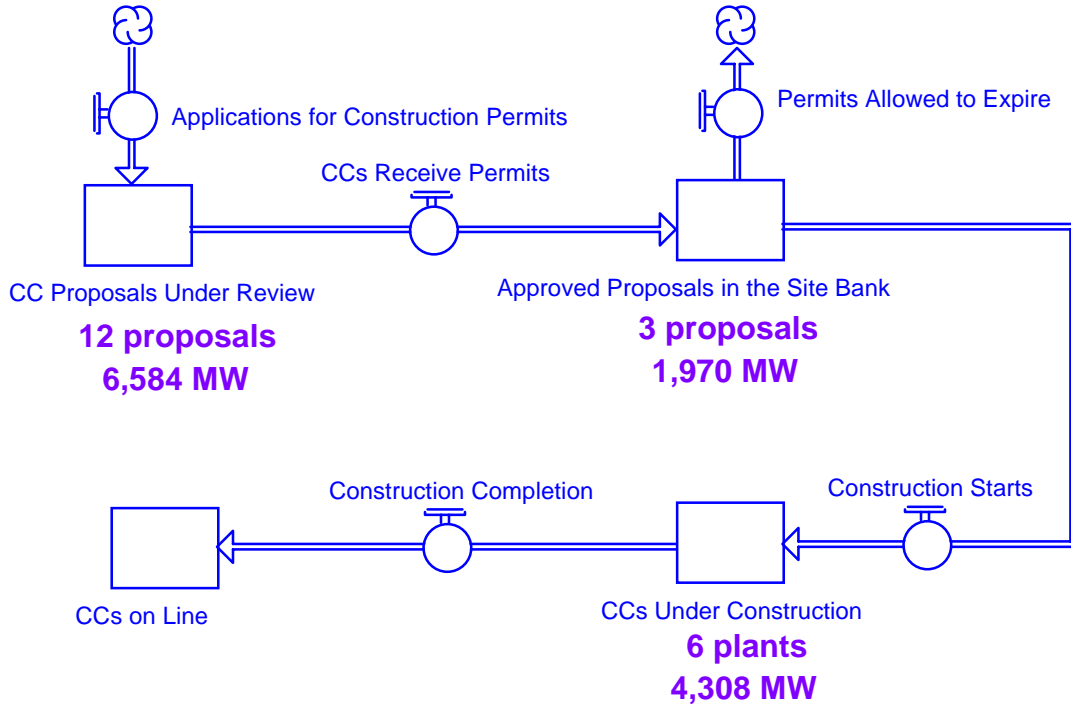 Applications for Construction Permits
Permits Allowed to Expire
CCs Receive Permits
CC Proposals Under Review
12 proposals
6,584 MW
Approved Proposals in the Site Bank
3 proposals
1,970 MW
Construction Completion
Construction Starts
CCs on Line
CCs Under Construction
6 plants
4,308 MW